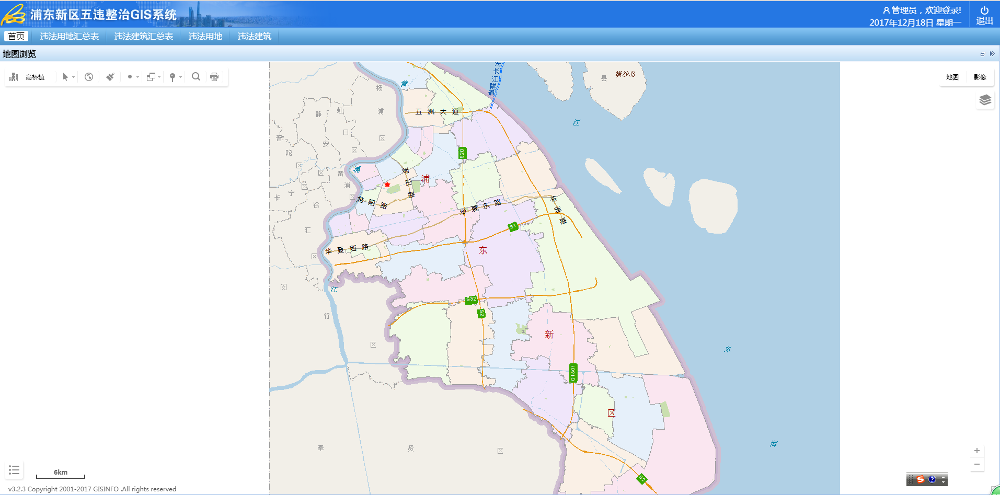 浦东新区五违整治GIS系统
管理员，欢迎登录!
2017年12月18日 星期一
退出
首页 违法用地汇总表 违法建筑汇总表 违法用地 违法建筑
地图浏览
高桥镇
地图 影像
海长江隧道
县
横沙岛
黄
杨
浦
区
五洲大道
静
安
区
虹
口
区
江
普
陀
区
S20
浦
罗山路
浦
黄
浦
区
长
宁
区
徐
汇
区
龙阳路
华夏东路
华洲路
S1
东
华夏西路
闵
行
区
江
S32
S2
新
东
G1501
区
海
奉
贤
区
S2
6km
v3.2.3 Copyright 2001-2017 GISINFO .All rights reserved